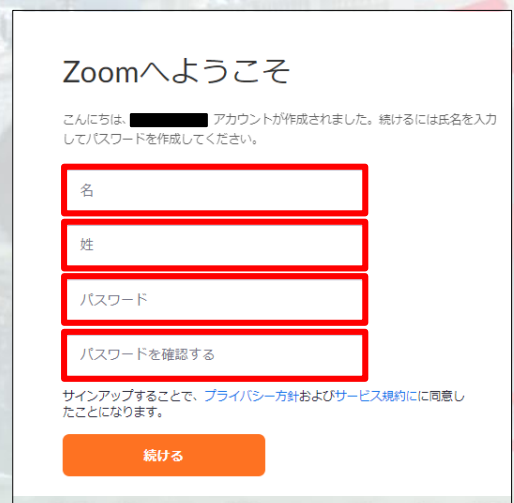 Zoomへようこそ
こんにちは、 アカウントが作成されました。続けるには氏名を入力
してパスワードを作成してください。
名
姓
パスワード
パスワードを確認する
サインアップすることで、プライバシー方針およびサービス規約にに同意し
たことになります。
続ける